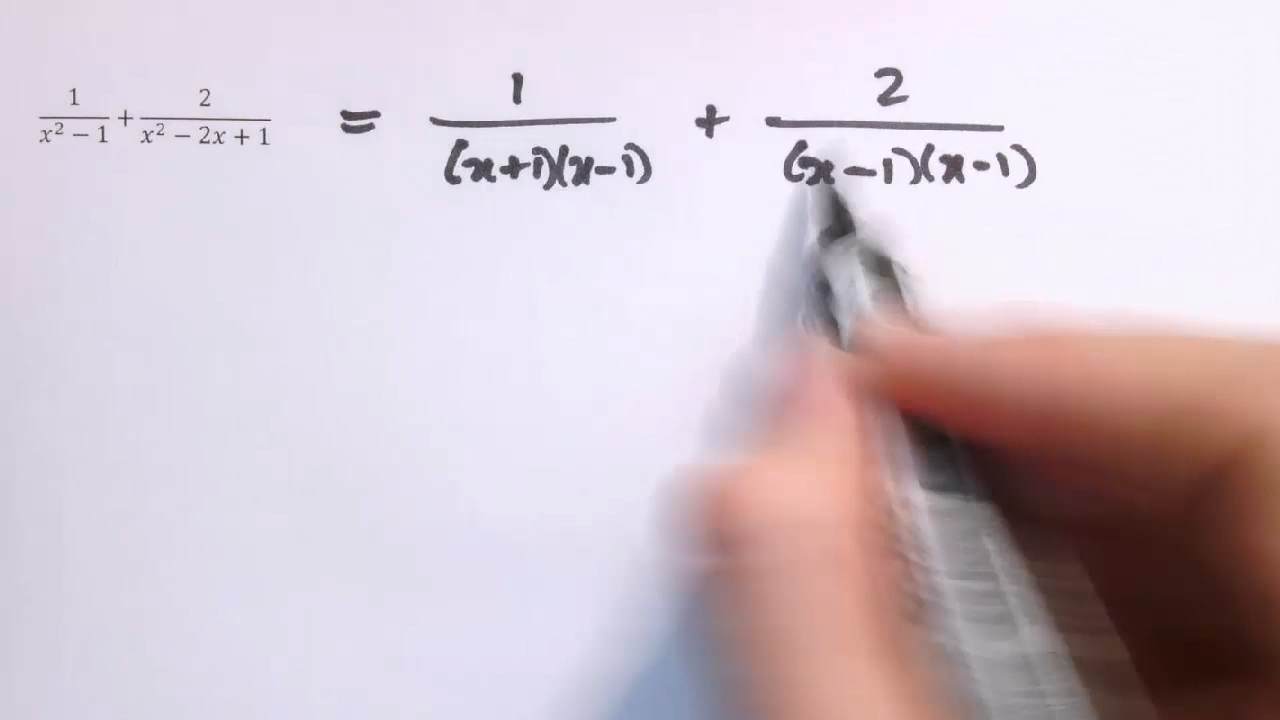 1/(x² − 1) + 2/(x² − 2x + 1) = 1/((x+1)(x−1)) + 2/((x−1)(x−1))